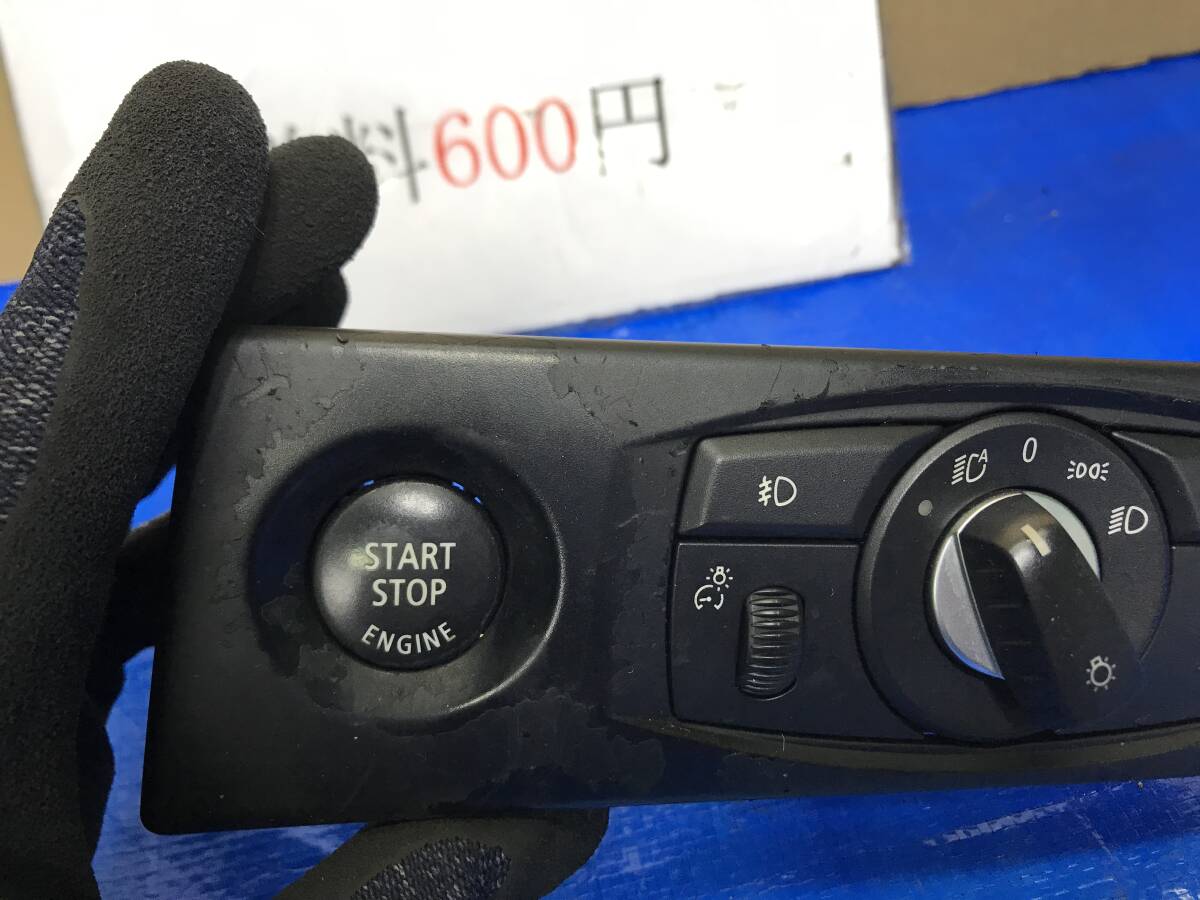 料600円
START
STOP
ENGINE
A
0